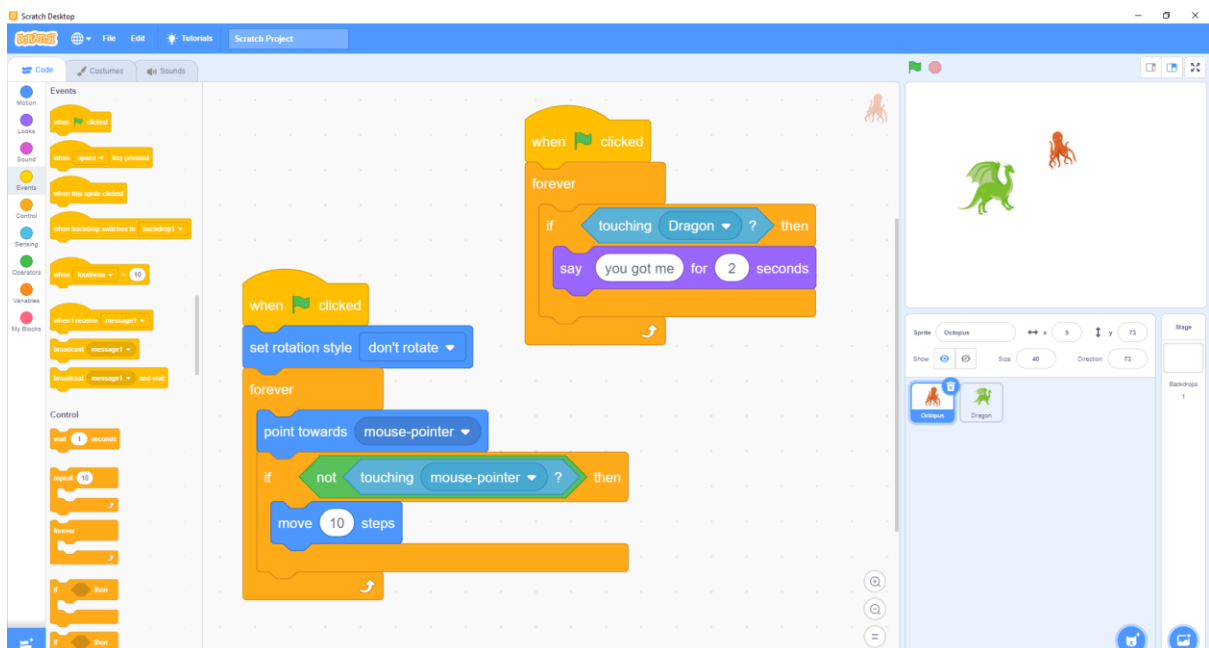 Scratch Desktop
SCRATCH File Edit Tutorials Scratch Project
Code Costumes Sounds
Motion
Looks
Sound
Events
Control
Sensing
Operators
Variables
My Blocks
Events
when clicked
when space key pressed
when this sprite clicked
when backdrop switches to backdrop1
when loudness > 10
when I receive message1
broadcast message1
broadcast message1 and wait
Control
wait 1 seconds
repeat 10
forever
if then
if then
when clicked
set rotation style don't rotate
forever
point towards mouse-pointer
if not touching mouse-pointer ? then
move 10 steps
when clicked
forever
if touching Dragon ? then
say you got me for 2 seconds
Sprite Octopus x 5 y 73
Show Size 40 Direction 73
Octopus Dragon
Stage
Backdrops
1